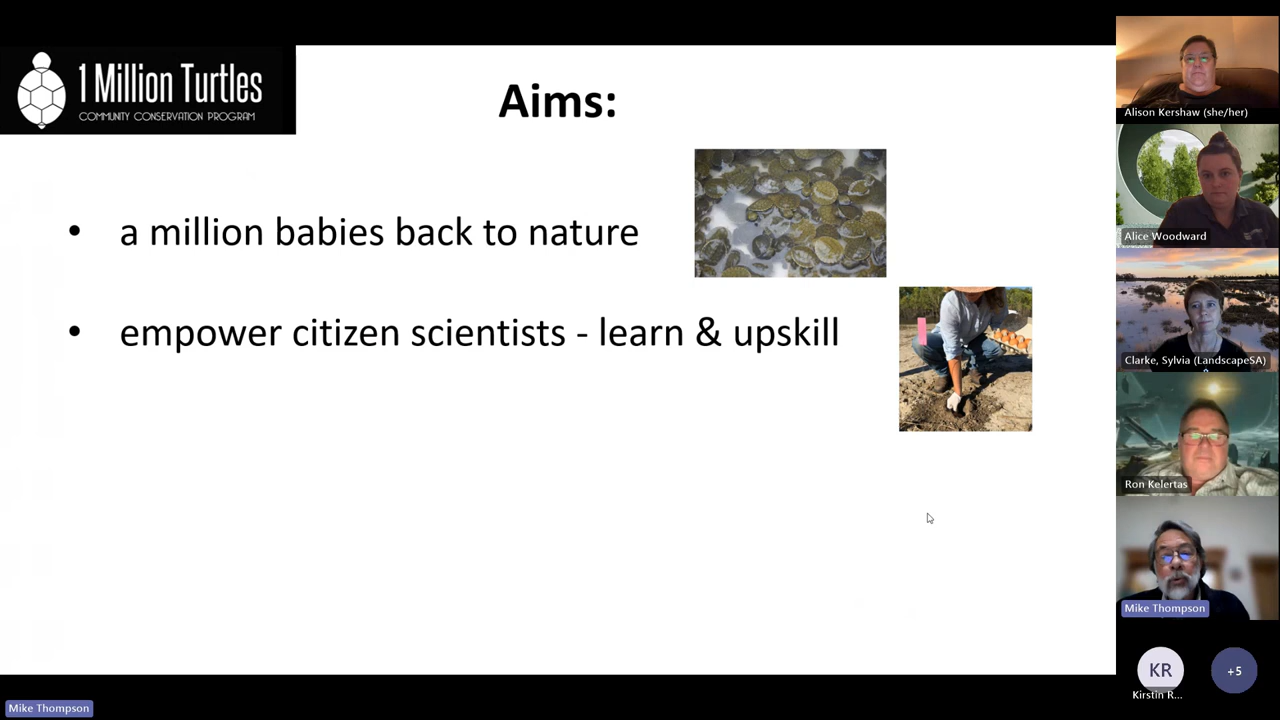 1 Million Turtles
COMMUNITY CONSERVATION PROGRAM
Aims:
• a million babies back to nature
• empower citizen scientists - learn & upskill
Alison Kershaw (she/her)
Alice Woodward
Clarke, Sylvia (LandscapeSA)
Ron Kelertas
Mike Thompson
KR
Kirstin R...
+5
Mike Thompson